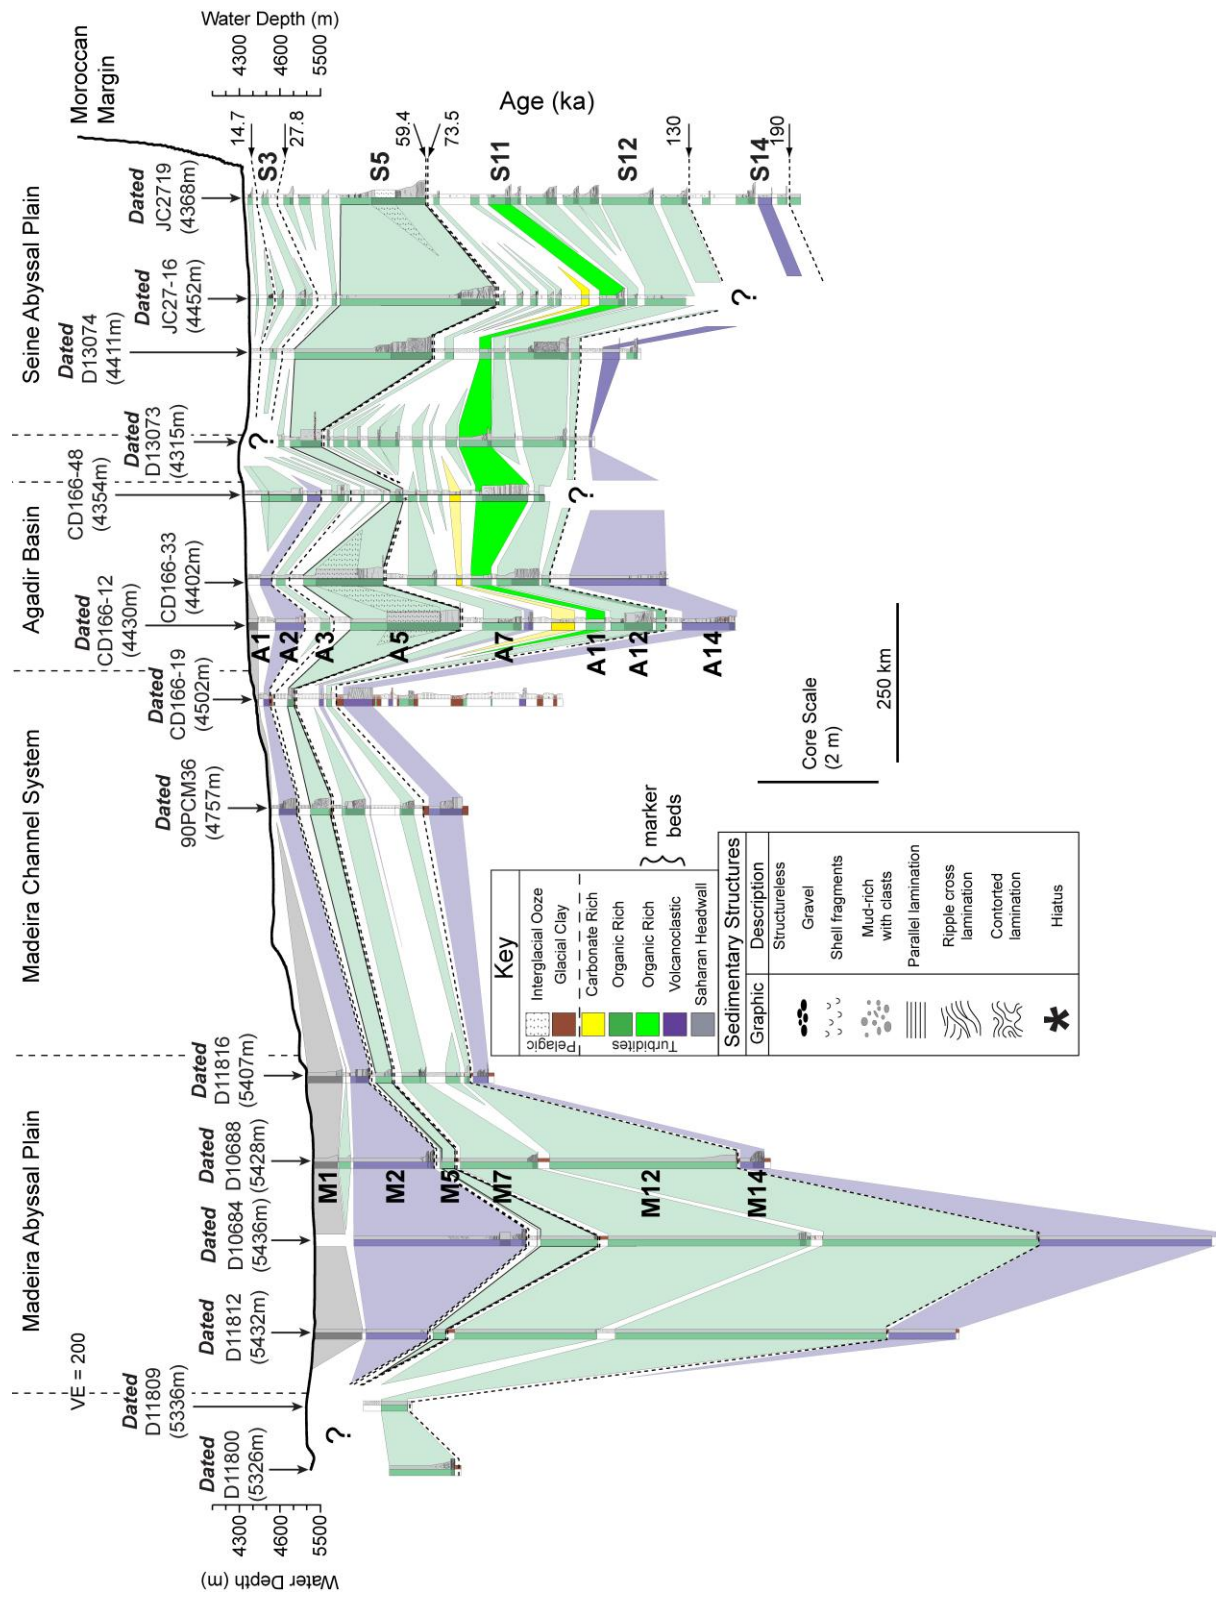 Madeira Abyssal Plain
Madeira Channel System
Agadir Basin
Seine Abyssal Plain
Moroccan
Margin
VE = 200
Water Depth (m)
4300
4600
5500
Water Depth (m)
4300
4600
5500
Dated
D11800
(5326m)
Dated
D11809
(5336m)
Dated
D11812
(5432m)
Dated
D10684
(5436m)
Dated
D10688
(5428m)
Dated
D11816
(5407m)
Dated
90PCM36
(4757m)
Dated
CD166-19
(4502m)
Dated
CD166-12
(4430m)
CD166-33
(4402m)
CD166-48
(4354m)
Dated
D13073
(4315m)
Dated
D13074
(4411m)
Dated
JC27-16
(4452m)
Dated
JC2719
(4368m)
14.7
27.8
59.4
73.5
130
190
Age (ka)
?
?
?
?
M1
M2
M5
M7
M12
M14
A1
A2
A3
A5
A7
A11
A12
A14
S3
S5
S11
S12
S14
Core Scale
(2 m)
250 km
Key
Pelagic
Interglacial Ooze
Glacial Clay
Turbidites
Carbonate Rich
Organic Rich
Organic Rich
Volcanoclastic
Saharan Headwall
} marker
beds
Sedimentary Structures
Graphic
Description
Structureless
Gravel
Shell fragments
Mud-rich
with clasts
Parallel lamination
Ripple cross
lamination
Contorted
lamination
Hiatus